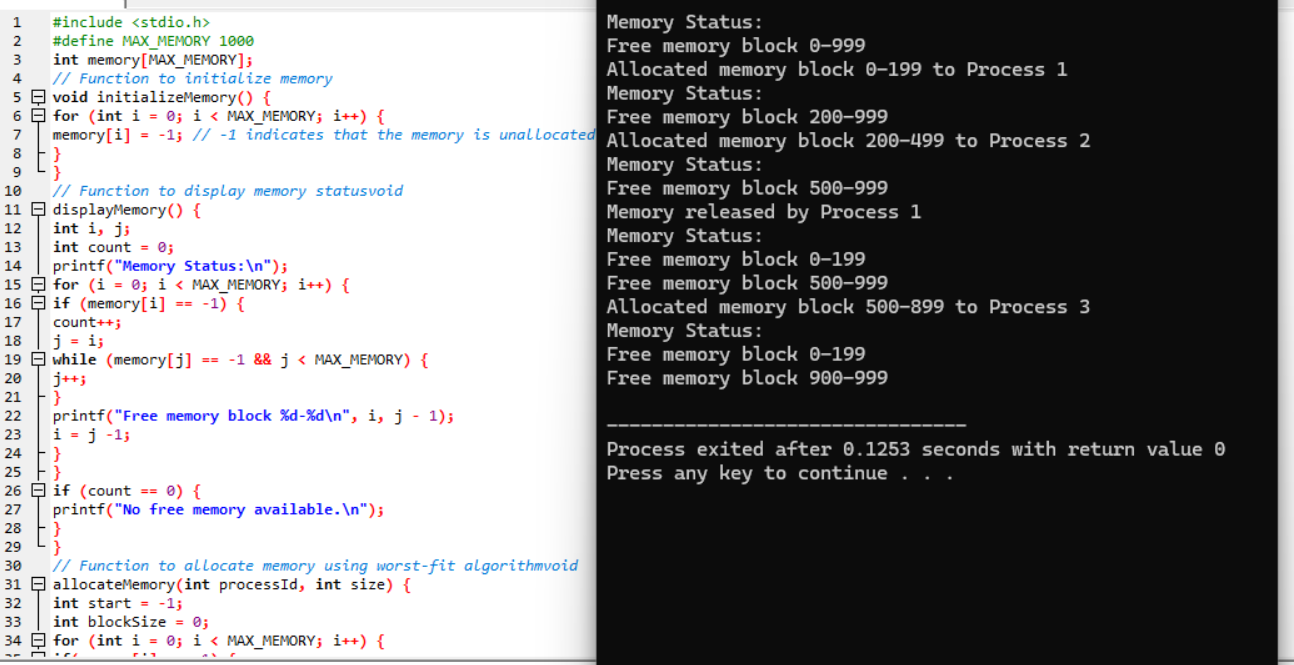 1 #include <stdio.h>
2 #define MAX_MEMORY 1000
3 int memory[MAX_MEMORY];
4 // Function to initialize memory
5 void initializeMemory() {
6 for (int i = 0; i < MAX_MEMORY; i++) {
7 memory[i] = -1; // -1 indicates that the memory is unallocated
8 }
9 }
10 // Function to display memory statusvoid
11 displayMemory() {
12 int i, j;
13 int count = 0;
14 printf("Memory Status:\n");
15 for (i = 0; i < MAX_MEMORY; i++) {
16 if (memory[i] == -1) {
17 count++;
18 j = i;
19 while (memory[j] == -1 && j < MAX_MEMORY) {
20 j++;
21 }
22 printf("Free memory block %d-%d\n", i, j - 1);
23 i = j -1;
24 }
25 }
26 if (count == 0) {
27 printf("No free memory available.\n");
28 }
29 }
30 // Function to allocate memory using worst-fit algorithmvoid
31 allocateMemory(int processId, int size) {
32 int start = -1;
33 int blockSize = 0;
34 for (int i = 0; i < MAX_MEMORY; i++) {
Memory Status:
Free memory block 0-999
Allocated memory block 0-199 to Process 1
Memory Status:
Free memory block 200-999
Allocated memory block 200-499 to Process 2
Memory Status:
Free memory block 500-999
Memory released by Process 1
Memory Status:
Free memory block 0-199
Free memory block 500-999
Allocated memory block 500-899 to Process 3
Memory Status:
Free memory block 0-199
Free memory block 900-999
--------------------------------
Process exited after 0.1253 seconds with return value 0
Press any key to continue . . .